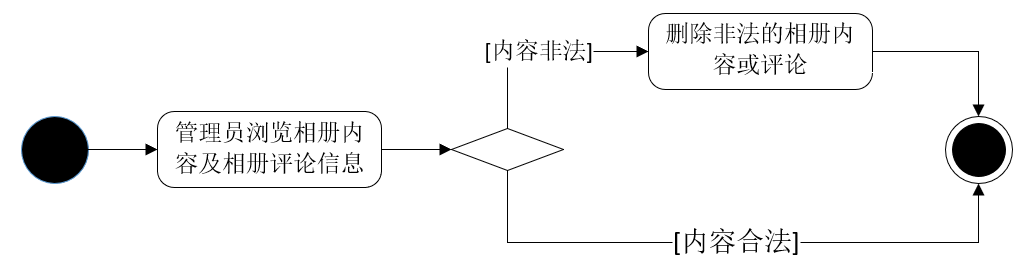 管理员浏览相册内
容及相册评论信息
[内容非法]
删除非法的相册内
容或评论
[内容合法]